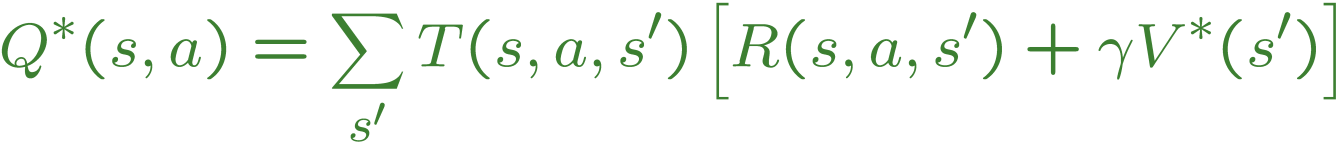 Q*(s, a) = ∑_{s′} T(s, a, s′) [R(s, a, s′) + γV*(s′)]